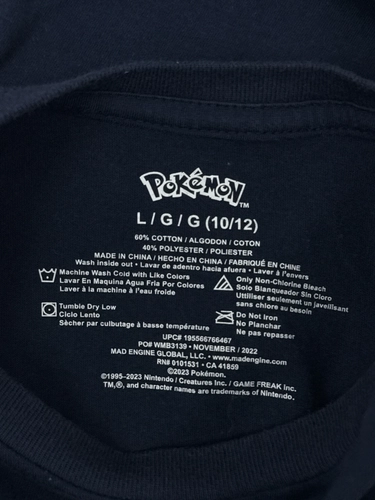 POKéMON™
L / G / G (10/12)
60% COTTON / ALGODON / COTON
40% POLYESTER / POLIESTER
MADE IN CHINA / HECHO EN CHINA / FABRIQUÉ EN CHINE
Wash inside out • Lavar de adentro hacia afuera • Laver à l'envers
Machine Wash Cold with Like Colors
Lavar En Maquina Agua Fria Por Colores
Laver à la machine à l'eau froide
Only Non-Chlorine Bleach
Solo Blanqueador Sin Cloro
Utiliser seulement un javellisant
sans chlore au besoin
Tumble Dry Low
Ciclo Lento
Sècher par culbutage à basse température
Do Not Iron
No Planchar
Ne pas repasser
UPC# 195566766467
PO# WMB3139 • NOVEMBER / 2022
MAD ENGINE GLOBAL, LLC. • www.madengine.com
RN# 0101531 • CA 41859
©2023 Pokémon.
©1995–2023 Nintendo / Creatures Inc. / GAME FREAK inc.
TM,®, and character names are trademarks of Nintendo.